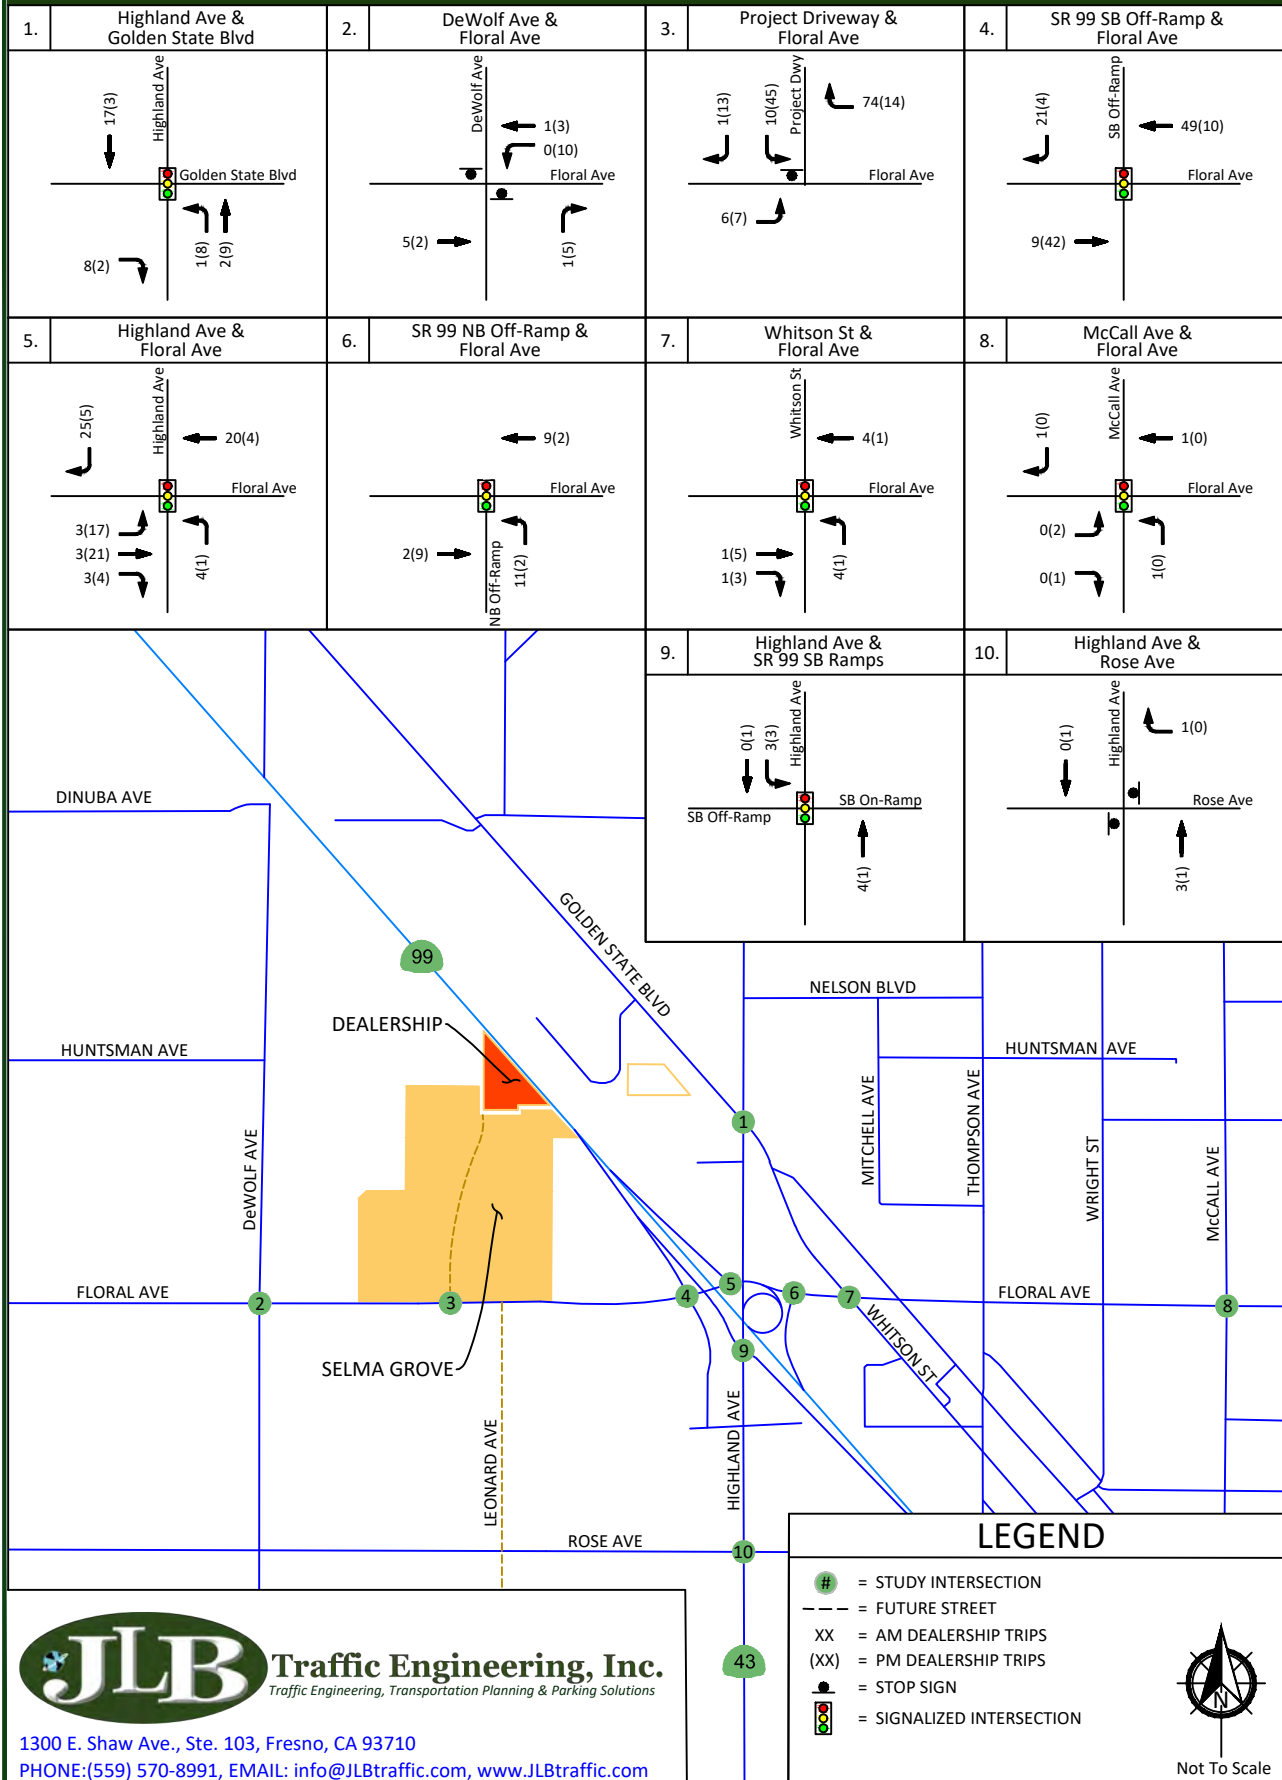 1.
Highland Ave &
Golden State Blvd
17(3)
Highland Ave
Golden State Blvd
8(2)
1(8)
2(9)
2.
DeWolf Ave &
Floral Ave
DeWolf Ave
1(3)
0(10)
Floral Ave
5(2)
1(5)
3.
Project Driveway &
Floral Ave
1(13)
10(45)
Project Dwy
74(14)
Floral Ave
6(7)
4.
SR 99 SB Off-Ramp &
Floral Ave
21(4)
SB Off-Ramp
49(10)
Floral Ave
9(42)
5.
Highland Ave &
Floral Ave
25(5)
Highland Ave
20(4)
Floral Ave
3(17)
3(21)
3(4)
4(1)
6.
SR 99 NB Off-Ramp &
Floral Ave
9(2)
Floral Ave
2(9)
NB Off-Ramp
11(2)
7.
Whitson St &
Floral Ave
Whitson St
4(1)
Floral Ave
1(5)
1(3)
4(1)
8.
McCall Ave &
Floral Ave
1(0)
McCall Ave
1(0)
Floral Ave
0(2)
0(1)
1(0)
9.
Highland Ave &
SR 99 SB Ramps
0(1)
3(3)
Highland Ave
SB On-Ramp
SB Off-Ramp
4(1)
10.
Highland Ave &
Rose Ave
0(1)
Highland Ave
1(0)
Rose Ave
3(1)
DINUBA AVE
GOLDEN STATE BLVD
99
NELSON BLVD
DEALERSHIP
HUNTSMAN AVE
HUNTSMAN AVE
1
MITCHELL AVE
THOMPSON AVE
WRIGHT ST
McCALL AVE
DeWOLF AVE
FLORAL AVE
2
3
4
5
6
7
FLORAL AVE
8
WHITSON ST
9
SELMA GROVE
HIGHLAND AVE
LEONARD AVE
ROSE AVE
10
43
LEGEND
# = STUDY INTERSECTION
= FUTURE STREET
XX = AM DEALERSHIP TRIPS
(XX) = PM DEALERSHIP TRIPS
= STOP SIGN
= SIGNALIZED INTERSECTION
N
Not To Scale
JLB Traffic Engineering, Inc.
Traffic Engineering, Transportation Planning & Parking Solutions
1300 E. Shaw Ave., Ste. 103, Fresno, CA 93710
PHONE:(559) 570-8991, EMAIL: info@JLBtraffic.com, www.JLBtraffic.com